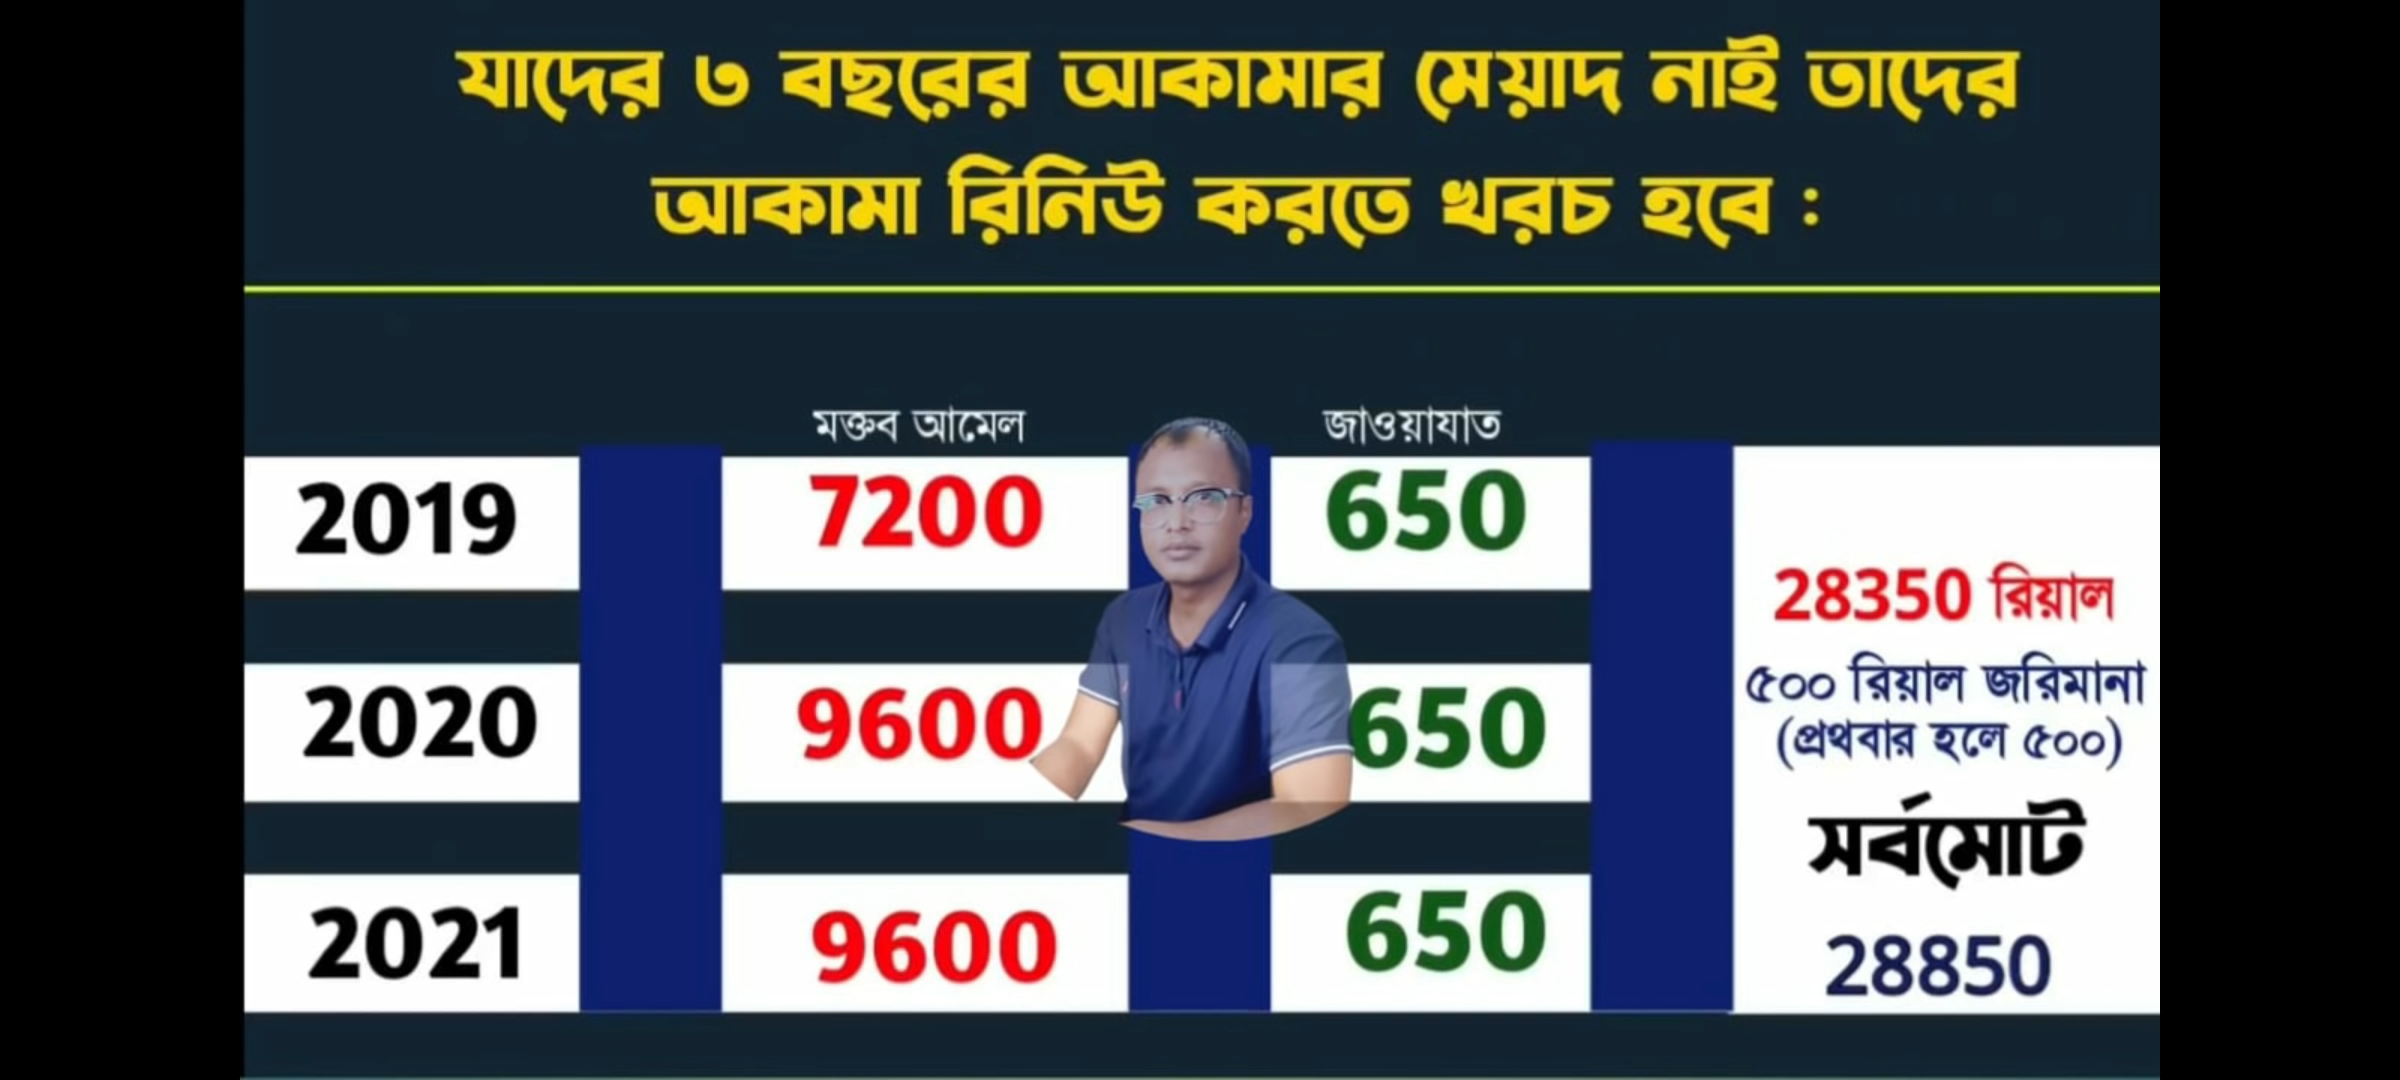 যাদের ৩ বছরের আকামার মেয়াদ নাই তাদের
আকামা রিনিউ করতে খরচ হবে :
মক্তব আমেল জাওয়াযাত
2019 7200 650
2020 9600 650
2021 9600 650
28350 রিয়াল
৫০০ রিয়াল জরিমানা
(প্রথবার হলে ৫০০)
সর্বমোট
28850